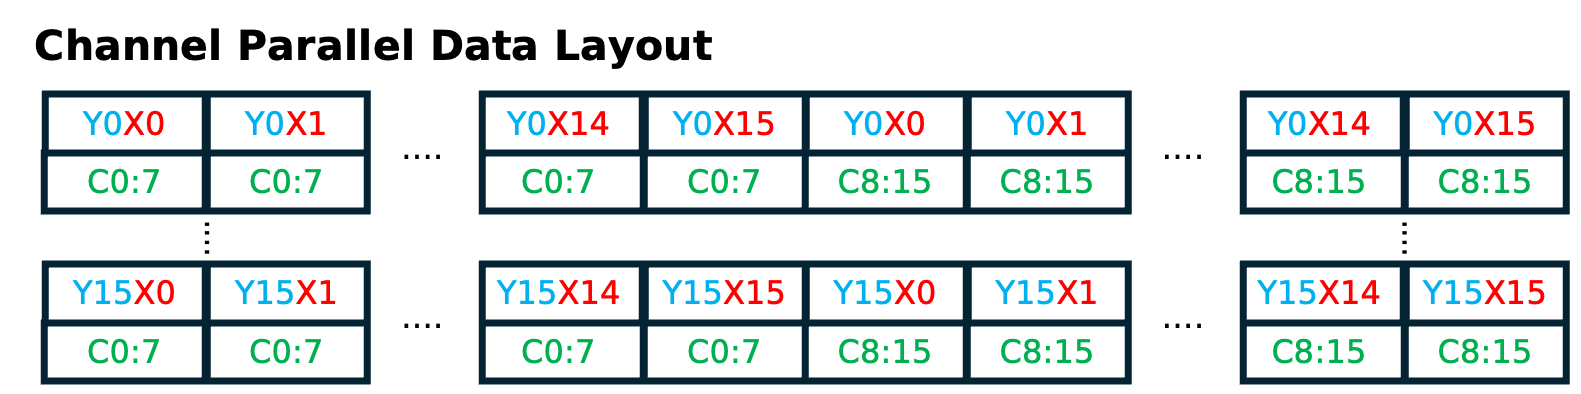 Channel Parallel Data Layout
Y0X0 Y0X1 .... Y0X14 Y0X15 Y0X0 Y0X1 .... Y0X14 Y0X15
C0:7 C0:7 C0:7 C0:7 C8:15 C8:15 C8:15 C8:15
Y15X0 Y15X1 .... Y15X14 Y15X15 Y15X0 Y15X1 .... Y15X14 Y15X15
C0:7 C0:7 C0:7 C0:7 C8:15 C8:15 C8:15 C8:15